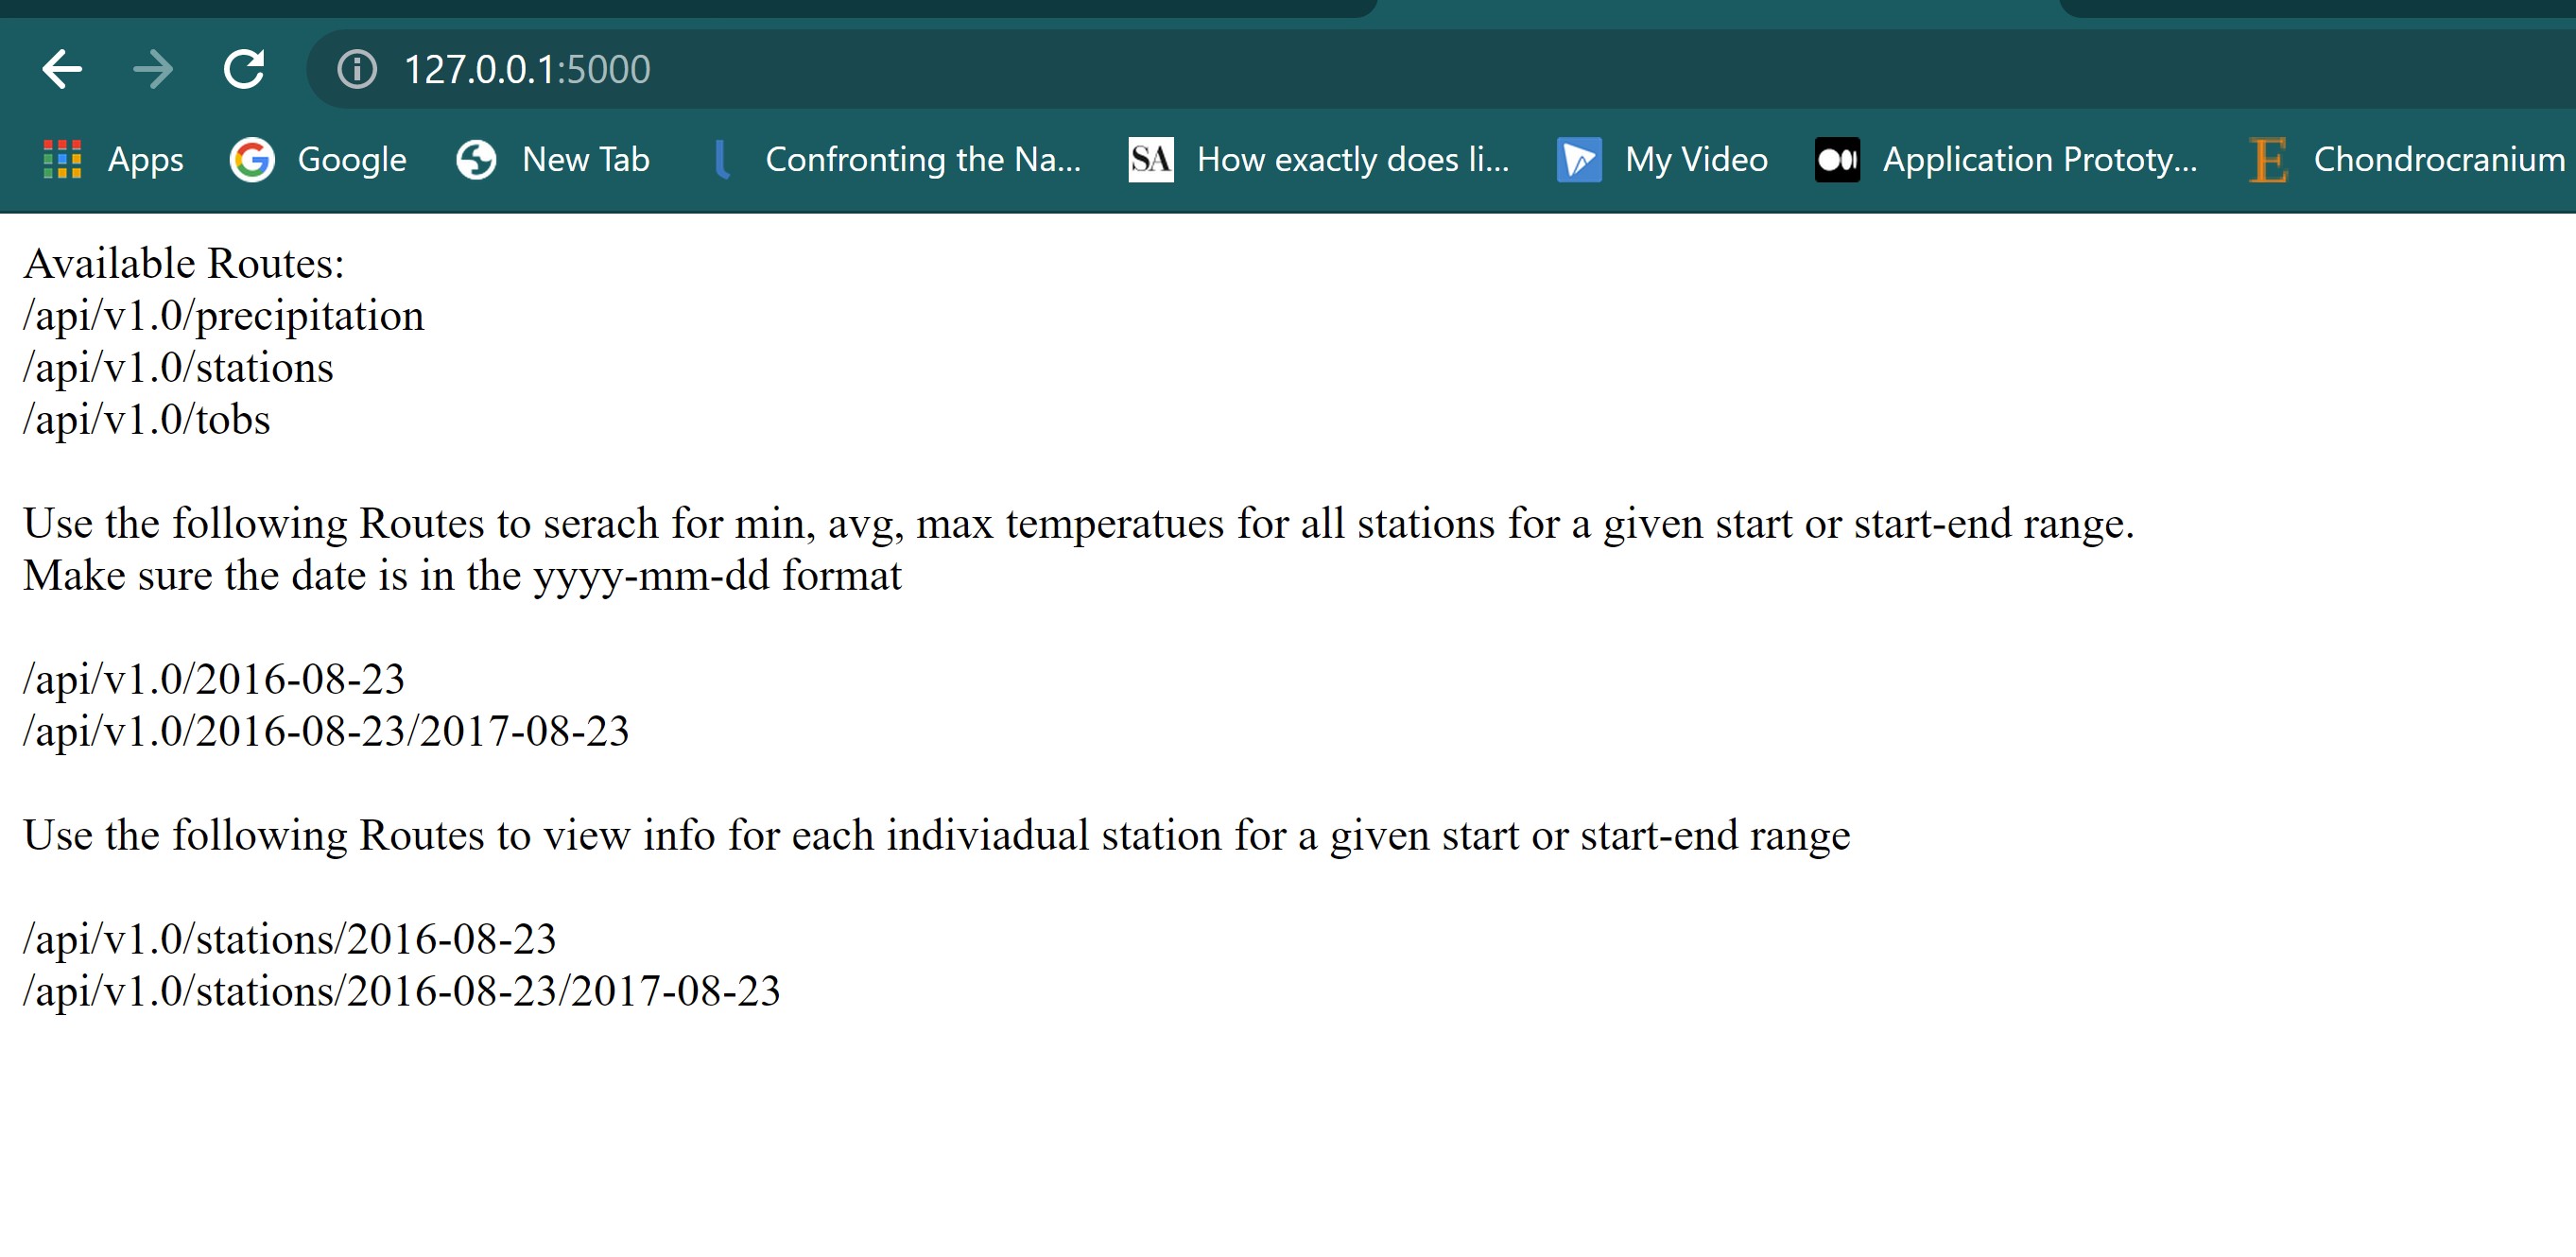 127.0.0.1:5000
Apps Google New Tab Confronting the Na... SA How exactly does li... My Video Application Prototy... E Chondrocranium
Available Routes:
/api/v1.0/precipitation
/api/v1.0/stations
/api/v1.0/tobs
Use the following Routes to serach for min, avg, max temperatues for all stations for a given start or start-end range.
Make sure the date is in the yyyy-mm-dd format
/api/v1.0/2016-08-23
/api/v1.0/2016-08-23/2017-08-23
Use the following Routes to view info for each indiviadual station for a given start or start-end range
/api/v1.0/stations/2016-08-23
/api/v1.0/stations/2016-08-23/2017-08-23